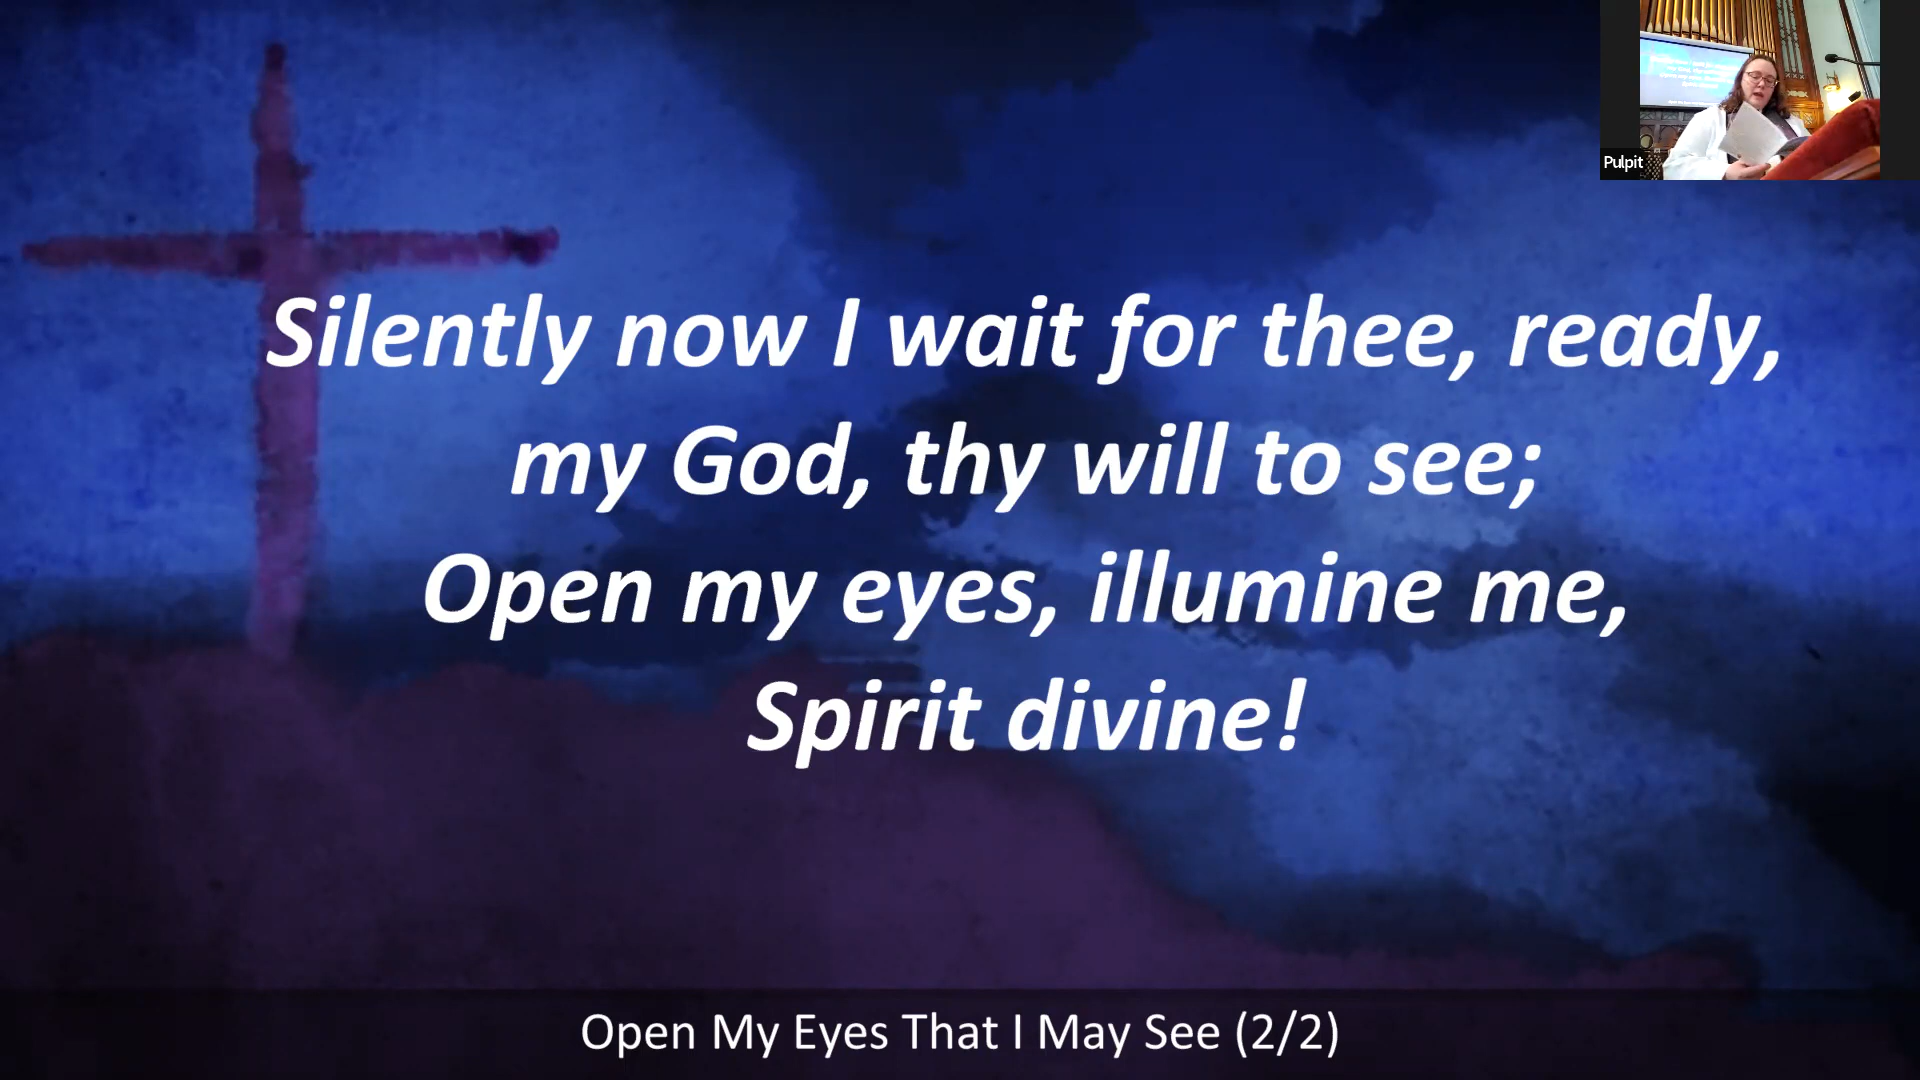 Pulpit
Silently now I wait for thee, ready,
my God, thy will to see;
Open my eyes, illumine me,
Spirit divine!
Open My Eyes That I May See (2/2)